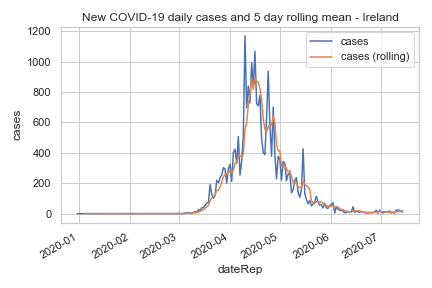 New COVID-19 daily cases and 5 day rolling mean - Ireland
cases
cases (rolling)
1200
1000
800
600
400
200
0
cases
2020-01
2020-02
2020-03
2020-04
2020-05
2020-06
2020-07
dateRep